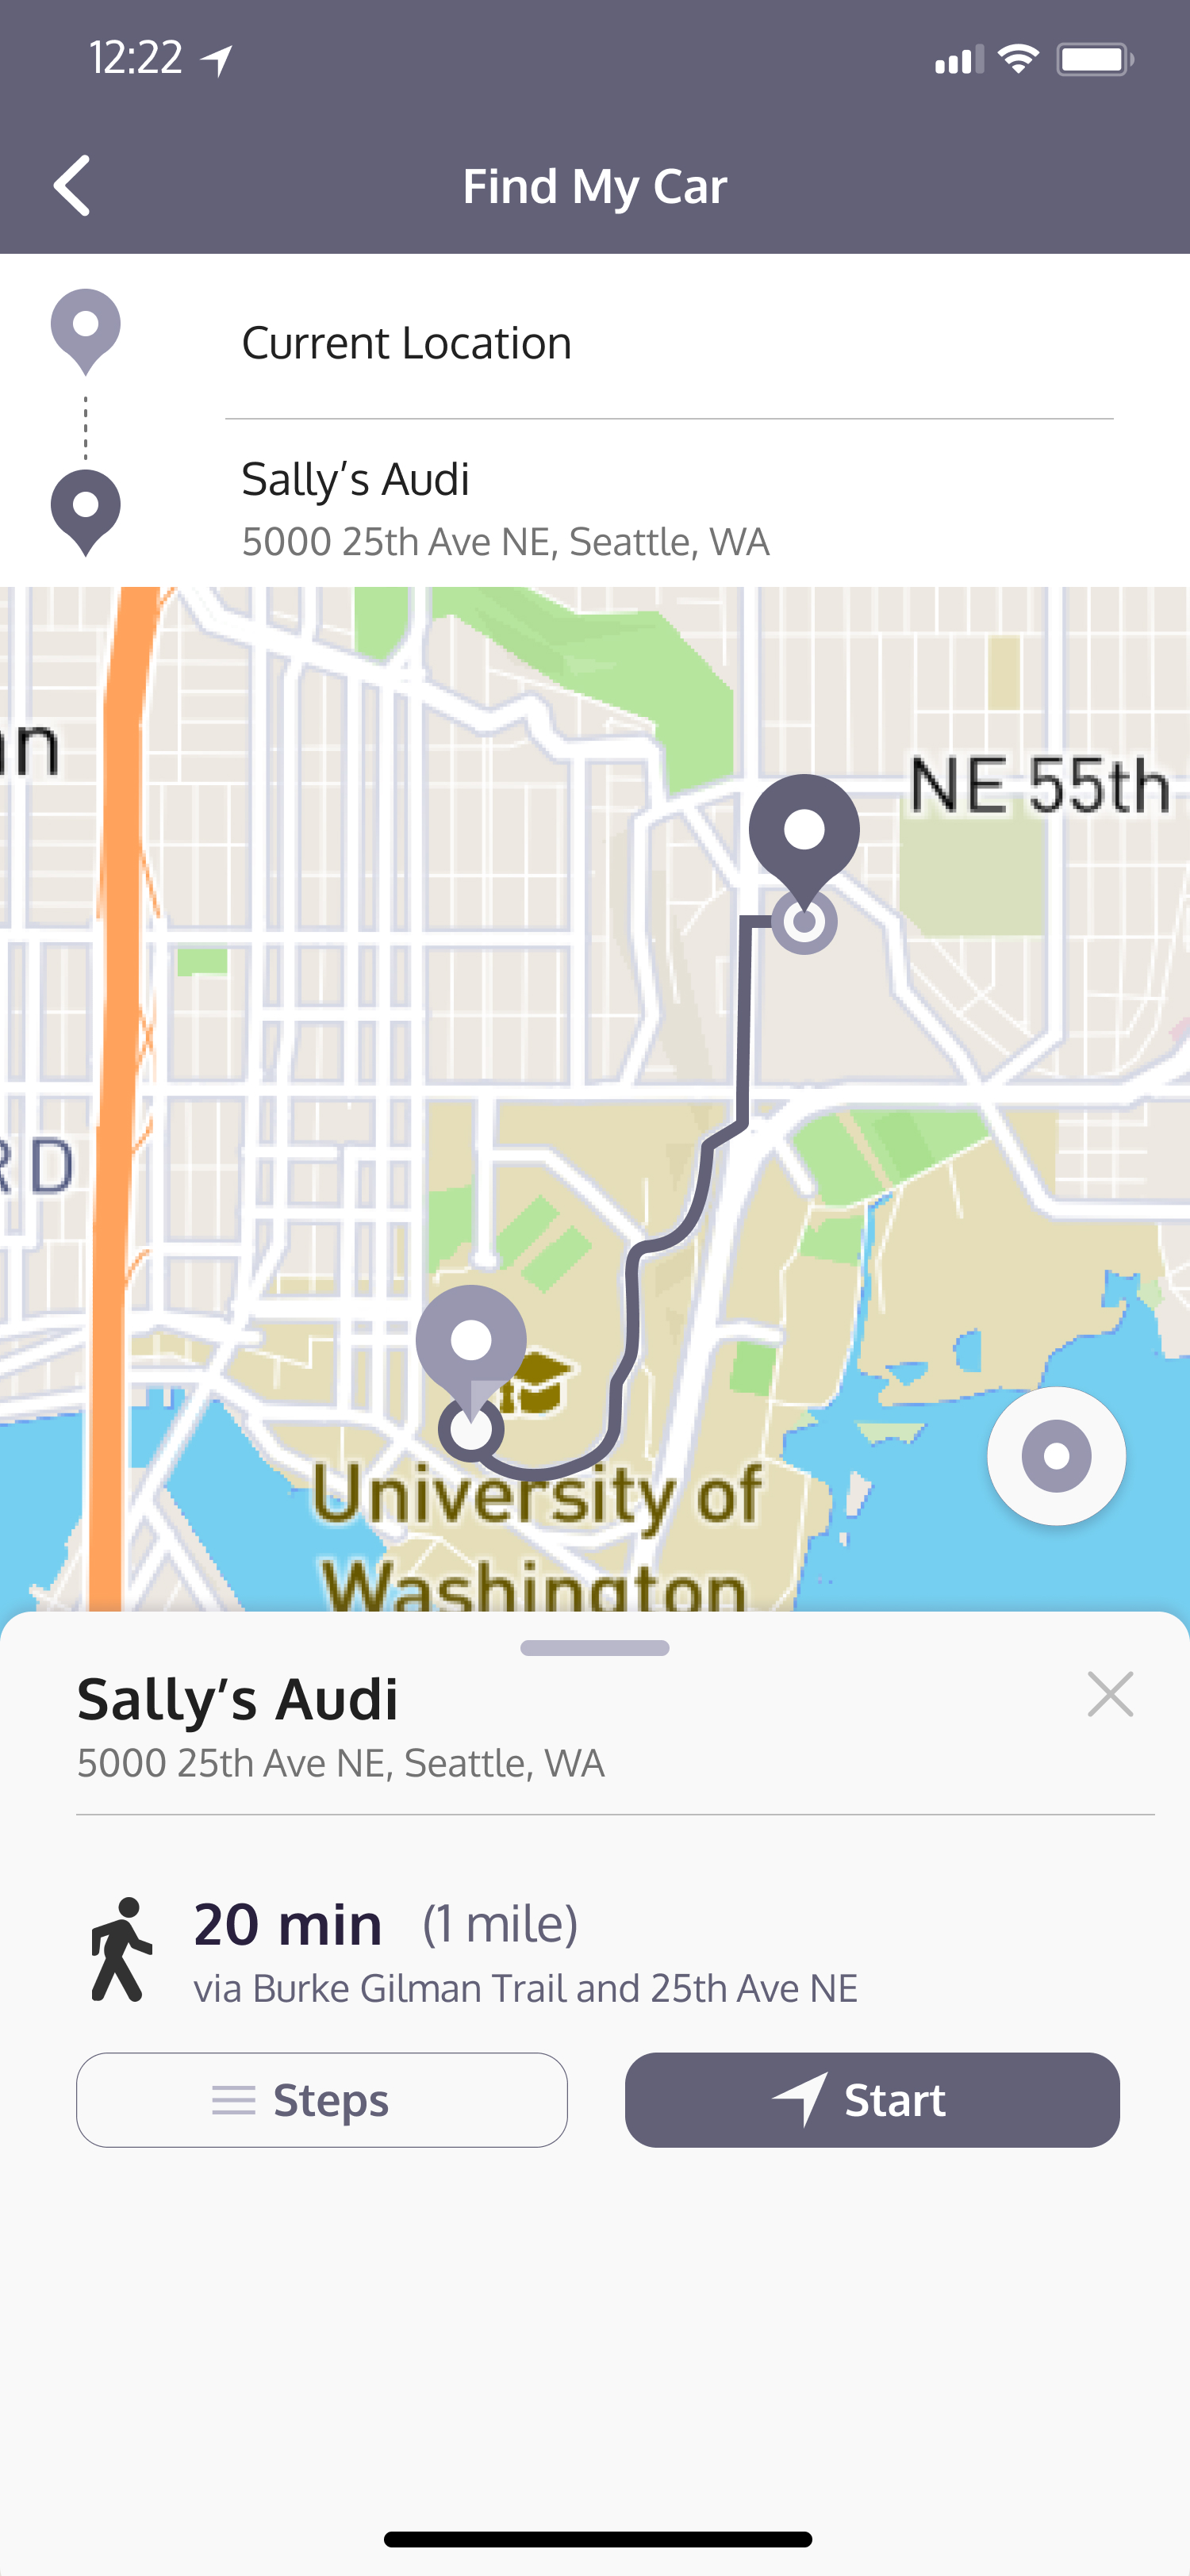 12:22
Find My Car
Current Location
Sally’s Audi
5000 25th Ave NE, Seattle, WA
NE 55th
RD
University of
Washington
Sally’s Audi
5000 25th Ave NE, Seattle, WA
20 min (1 mile)
via Burke Gilman Trail and 25th Ave NE
Steps
Start